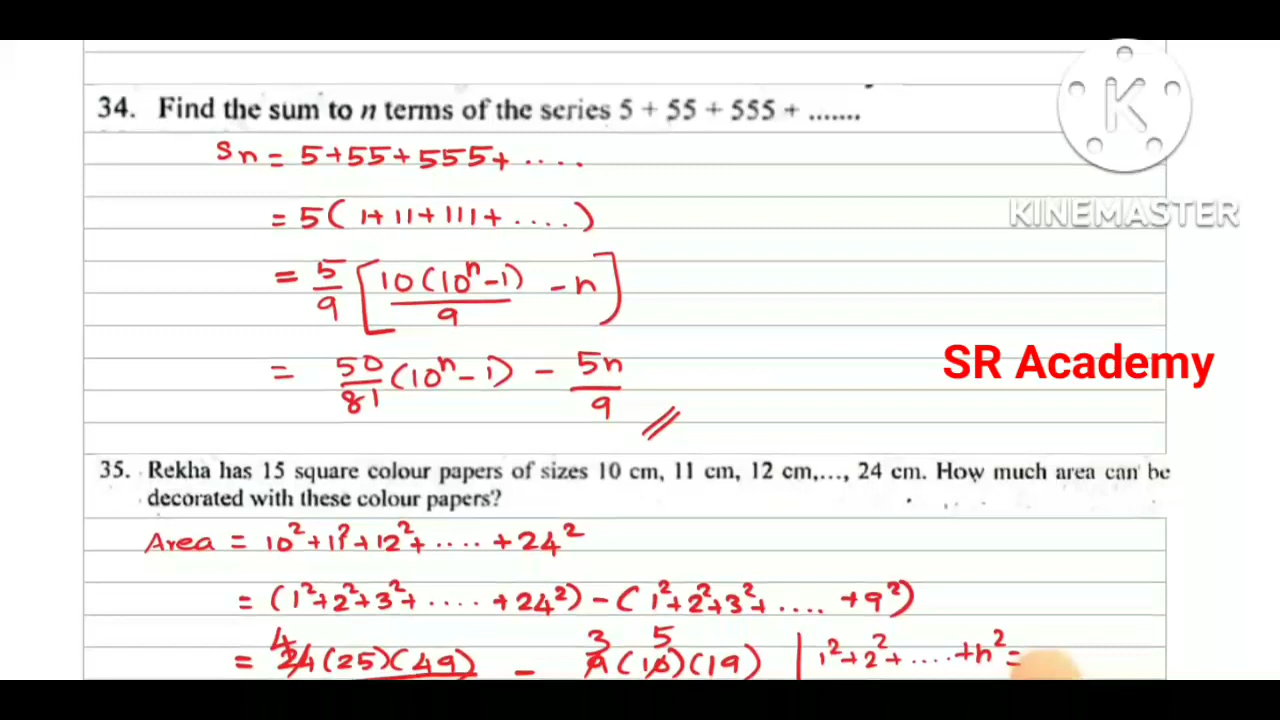 34. Find the sum to n terms of the series 5 + 55 + 555 + .......
Sn = 5+55+555+ ....
= 5(1+11+111+ ....)
= 5/9 [10(10ⁿ-1)/9 - n]
= 50/81 (10ⁿ-1) - 5n/9 //
KINEMASTER
SR Academy
35. Rekha has 15 square colour papers of sizes 10 cm, 11 cm, 12 cm,..., 24 cm. How much area can be
decorated with these colour papers?
Area = 10²+11²+12²+ .... +24²
= (1²+2²+3²+ .... +24²) - (1²+2²+3²+ .... +9²)
4 3 5
= 24(25)(49) - 9(10)(19) | 1²+2²+ .... +n² =